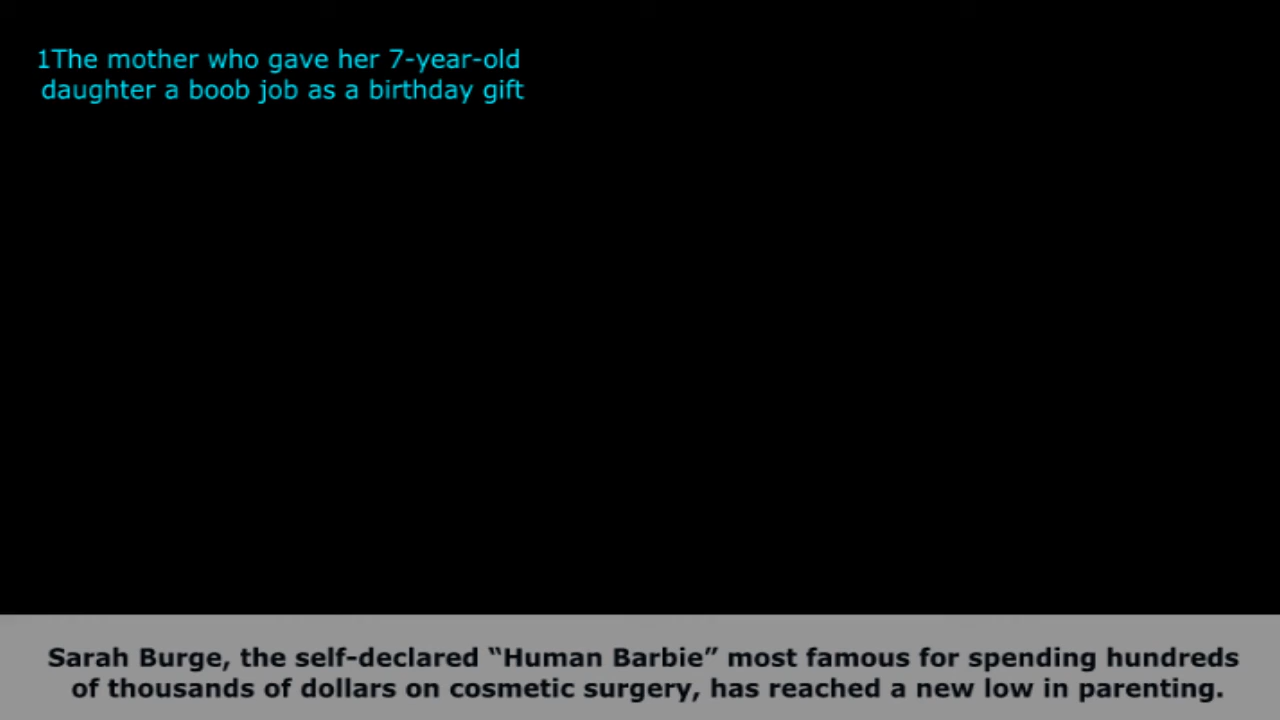 1The mother who gave her 7-year-old
daughter a boob job as a birthday gift
Sarah Burge, the self-declared “Human Barbie” most famous for spending hundreds
of thousands of dollars on cosmetic surgery, has reached a new low in parenting.